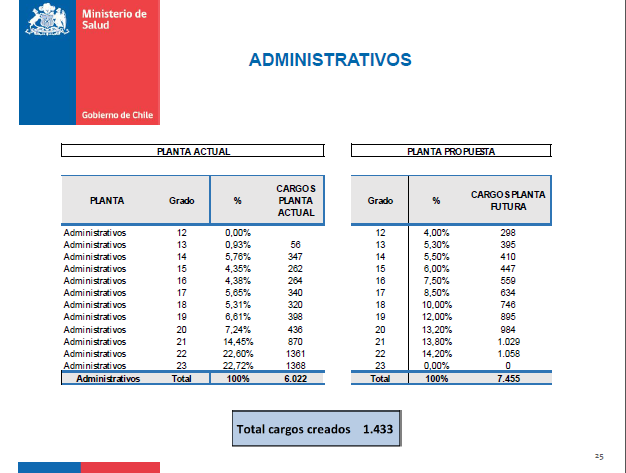 Ministerio de
Salud
Gobierno de Chile
ADMINISTRATIVOS
PLANTA ACTUAL PLANTA PROPUESTA
PLANTA Grado % CARGOS PLANTA ACTUAL Grado % CARGOS PLANTA FUTURA
Administrativos 12 0,00% 12 4,00% 298
Administrativos 13 0,93% 56 13 5,30% 395
Administrativos 14 5,76% 347 14 5,50% 410
Administrativos 15 4,35% 262 15 6,00% 447
Administrativos 16 4,38% 264 16 7,50% 559
Administrativos 17 5,65% 340 17 8,50% 634
Administrativos 18 5,31% 320 18 10,00% 746
Administrativos 19 6,61% 398 19 12,00% 895
Administrativos 20 7,24% 436 20 13,20% 984
Administrativos 21 14,45% 870 21 13,80% 1.029
Administrativos 22 22,60% 1361 22 14,20% 1.058
Administrativos 23 22,72% 1368 23 0,00% 0
Administrativos Total 100% 6.022 Total 100% 7.455
Total cargos creados 1.433
25